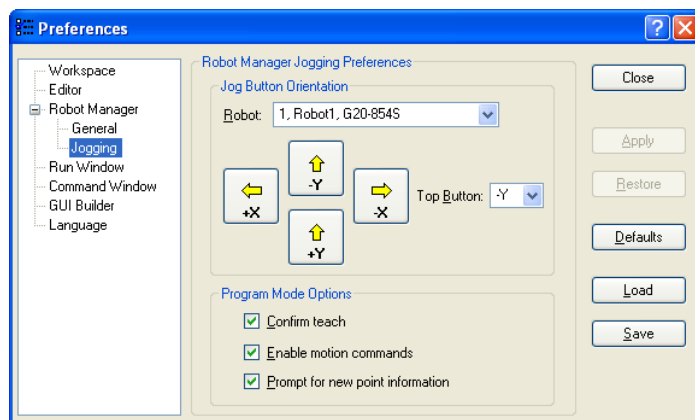 Preferences
Workspace
Editor
Robot Manager
General
Jogging
Run Window
Command Window
GUI Builder
Language
Robot Manager Jogging Preferences
Jog Button Orientation
Robot: 1, Robot1, G20-854S
-Y
+X
-X
+Y
Top Button: -Y
Program Mode Options
Confirm teach
Enable motion commands
Prompt for new point information
Close
Apply
Restore
Defaults
Load
Save